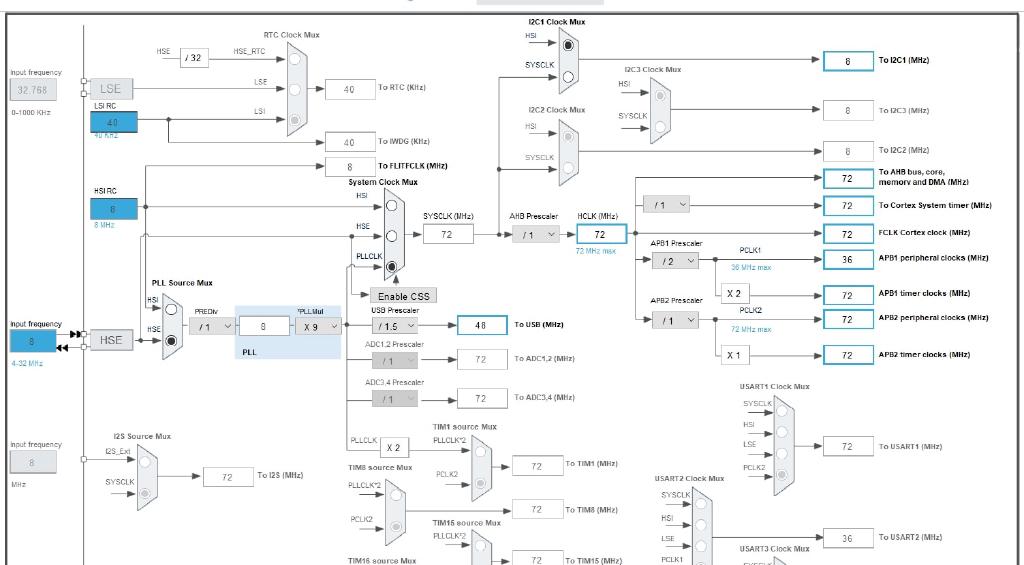 I2C1 Clock Mux
RTC Clock Mux
HSI
HSE
/ 32
HSE_RTC
SYSCLK
8
To I2C1 (MHz)
Input frequency
32.768
0-1000 KHz
LSE
LSE
40
To RTC (KHz)
I2C3 Clock Mux
HSI
SYSCLK
8
To I2C3 (MHz)
LSI RC
40
40 KHz
LSI
I2C2 Clock Mux
HSI
SYSCLK
8
To I2C2 (MHz)
40
To IWDG (KHz)
8
To FLITFCLK (MHz)
System Clock Mux
HSI RC
8
8 MHz
HSI
HSE
PLLCLK
SYSCLK (MHz)
72
AHB Prescaler
/ 1
HCLK (MHz)
72
72 MHz max
72
To AHB bus, core,
memory and DMA (MHz)
/ 1
72
To Cortex System timer (MHz)
72
FCLK Cortex clock (MHz)
APB1 Prescaler
/ 2
PCLK1
36 MHz max
36
APB1 peripheral clocks (MHz)
X 2
72
APB1 timer clocks (MHz)
APB2 Prescaler
/ 1
PCLK2
72 MHz max
72
APB2 peripheral clocks (MHz)
X 1
72
APB2 timer clocks (MHz)
Enable CSS
PLL Source Mux
HSI
HSE
Input frequency
8
4-32 MHz
HSE
PREDiv
/ 1
8
*PLLMul
X 9
PLL
USB Prescaler
/ 1.5
48
To USB (MHz)
ADC1,2 Prescaler
/ 1
72
To ADC1,2 (MHz)
ADC3,4 Prescaler
/ 1
72
To ADC3,4 (MHz)
USART1 Clock Mux
SYSCLK
HSI
LSE
PCLK2
72
To USART1 (MHz)
Input frequency
8
MHz
I2S Source Mux
I2S_Ext
SYSCLK
72
To I2S (MHz)
PLLCLK
X 2
TIM1 source Mux
PLLCLK*2
PCLK2
72
To TIM1 (MHz)
TIM8 source Mux
PLLCLK*2
PCLK2
72
To TIM8 (MHz)
TIM15 source Mux
PLLCLK*2
72
To TIM15 (MHz)
TIM16 source Mux
USART2 Clock Mux
SYSCLK
HSI
LSE
PCLK1
36
To USART2 (MHz)
USART3 Clock Mux